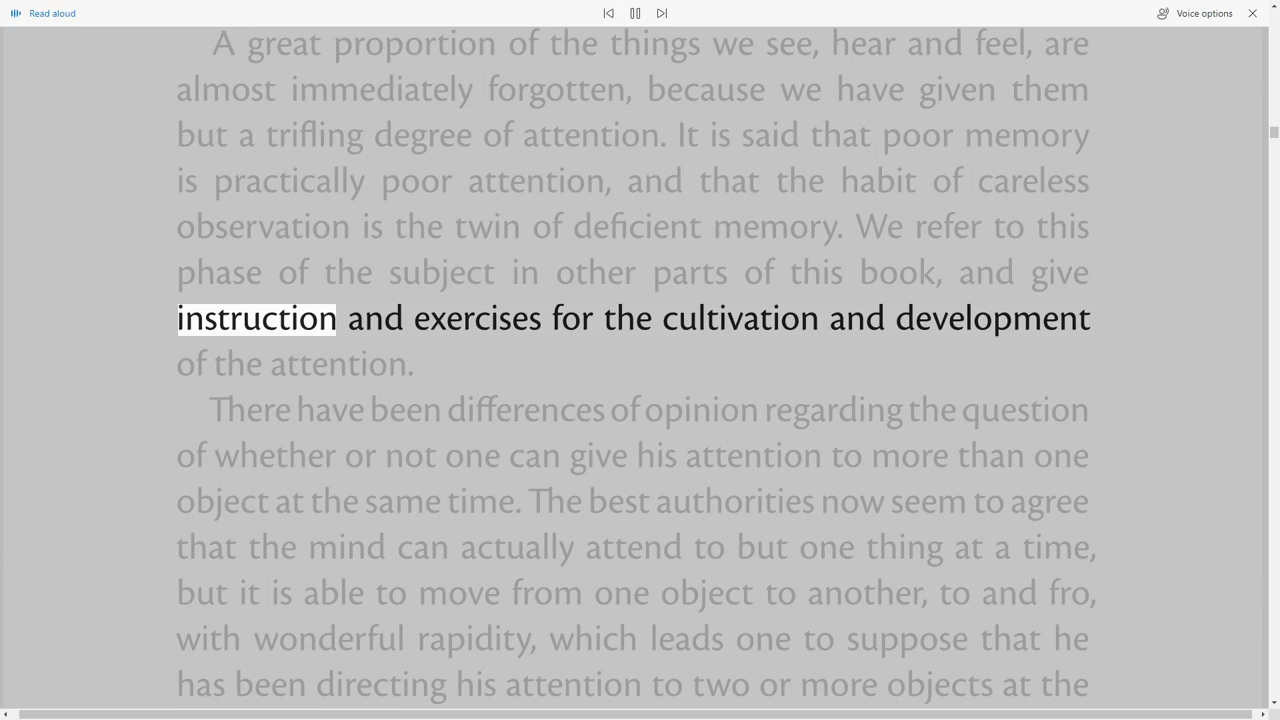 Read aloud
Voice options
A great proportion of the things we see, hear and feel, are
almost immediately forgotten, because we have given them
but a trifling degree of attention. It is said that poor memory
is practically poor attention, and that the habit of careless
observation is the twin of deficient memory. We refer to this
phase of the subject in other parts of this book, and give
instruction and exercises for the cultivation and development
of the attention.
There have been differences of opinion regarding the question
of whether or not one can give his attention to more than one
object at the same time. The best authorities now seem to agree
that the mind can actually attend to but one thing at a time,
but it is able to move from one object to another, to and fro,
with wonderful rapidity, which leads one to suppose that he
has been directing his attention to two or more objects at the